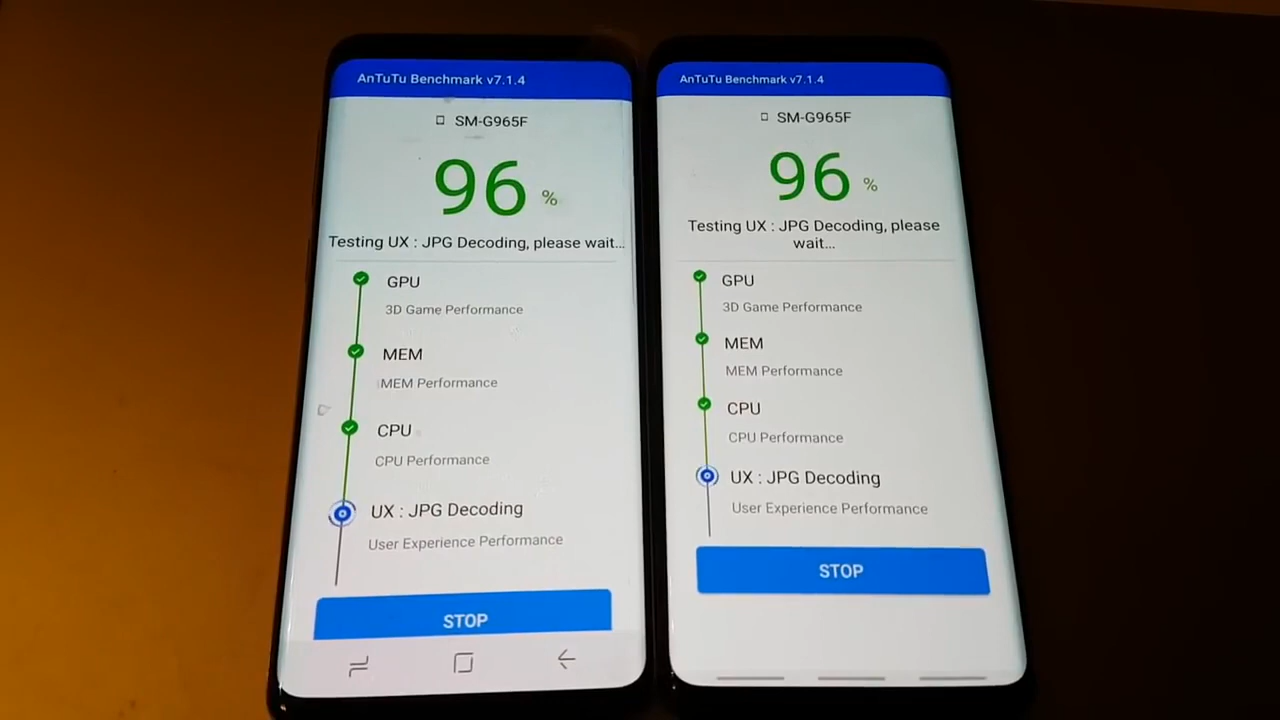 AnTuTu Benchmark v7.1.4
SM-G965F
96 %
Testing UX : JPG Decoding, please wait...
GPU
3D Game Performance
MEM
MEM Performance
CPU
CPU Performance
UX : JPG Decoding
User Experience Performance
STOP
AnTuTu Benchmark v7.1.4
SM-G965F
96 %
Testing UX : JPG Decoding, please
wait...
GPU
3D Game Performance
MEM
MEM Performance
CPU
CPU Performance
UX : JPG Decoding
User Experience Performance
STOP